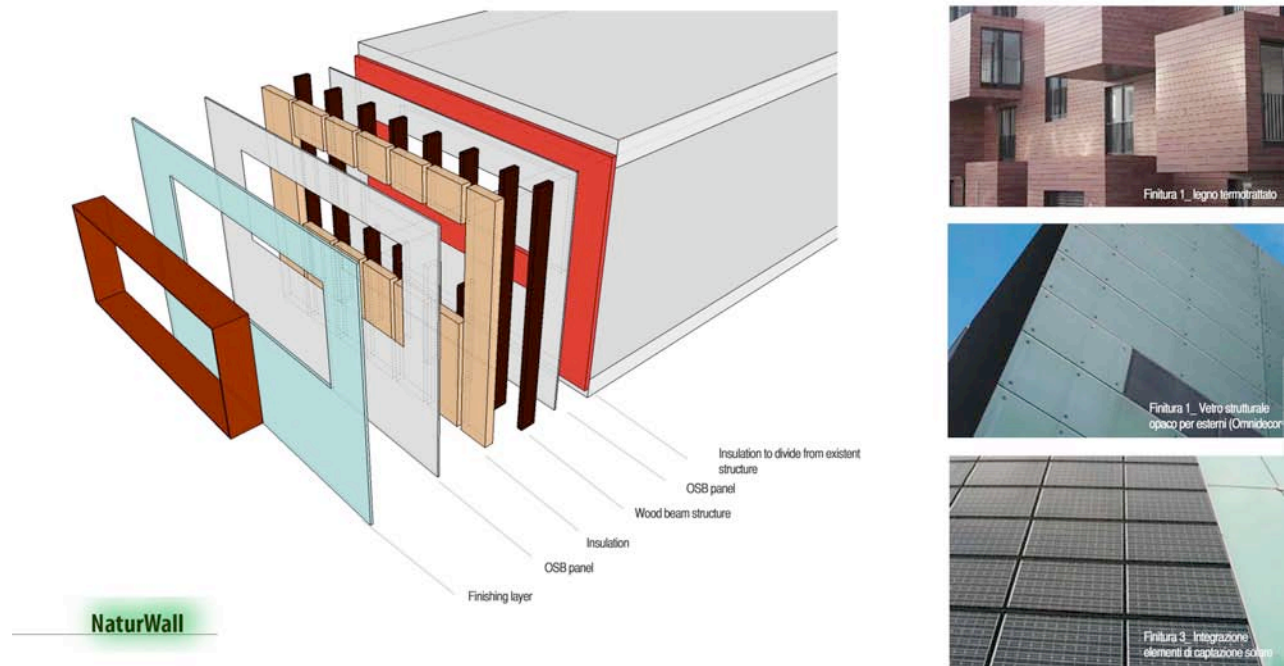 Insulation to divide from existent
structure
OSB panel
Wood beam structure
Insulation
OSB panel
Finishing layer
NaturWall
Finitura 1_ legno termotrattato
Finitura 1_ Vetro strutturale
opaco per esterni (Omnidecor
Finitura 3_ Integrazione
elementi di captazione solare